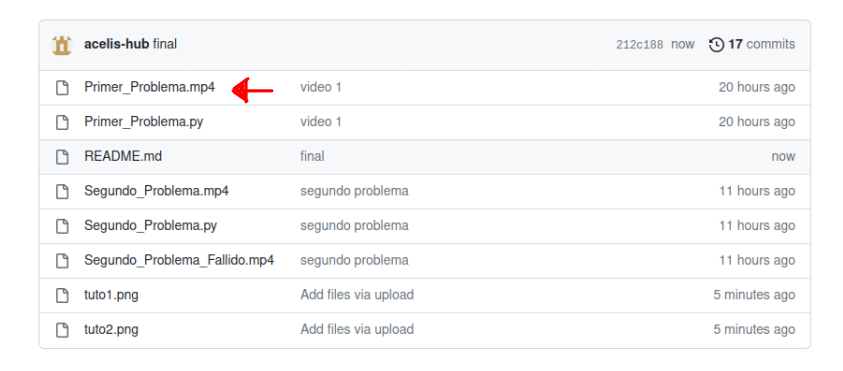 acelis-hub final 212c188 now 17 commits
Primer_Problema.mp4 video 1 20 hours ago
Primer_Problema.py video 1 20 hours ago
README.md final now
Segundo_Problema.mp4 segundo problema 11 hours ago
Segundo_Problema.py segundo problema 11 hours ago
Segundo_Problema_Fallido.mp4 segundo problema 11 hours ago
tuto1.png Add files via upload 5 minutes ago
tuto2.png Add files via upload 5 minutes ago